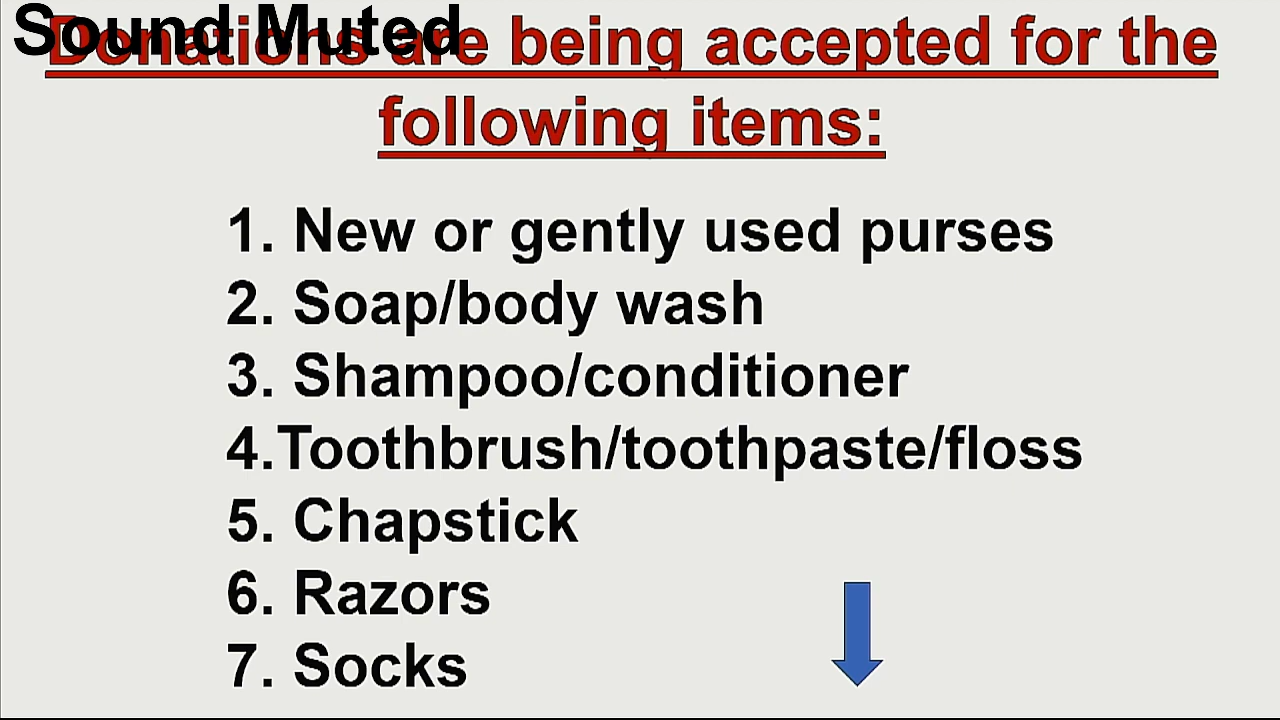 Sound Muted
Donations are being accepted for the
following items:
1. New or gently used purses
2. Soap/body wash
3. Shampoo/conditioner
4.Toothbrush/toothpaste/floss
5. Chapstick
6. Razors
7. Socks